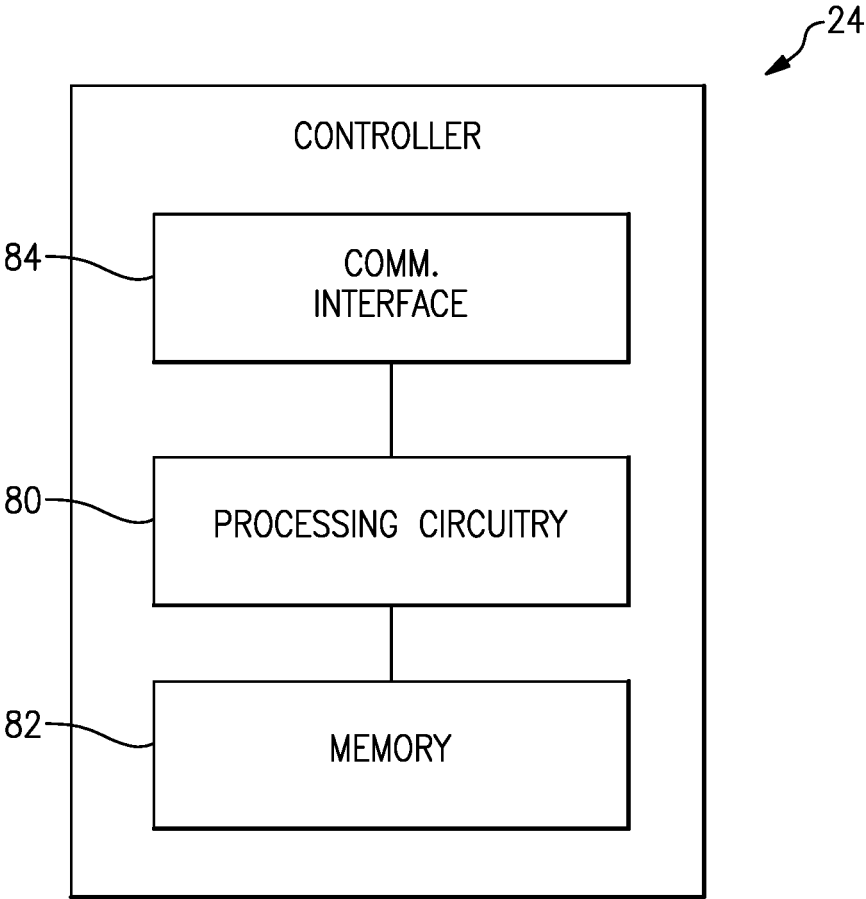 24
CONTROLLER
84
COMM.
INTERFACE
80
PROCESSING CIRCUITRY
82
MEMORY